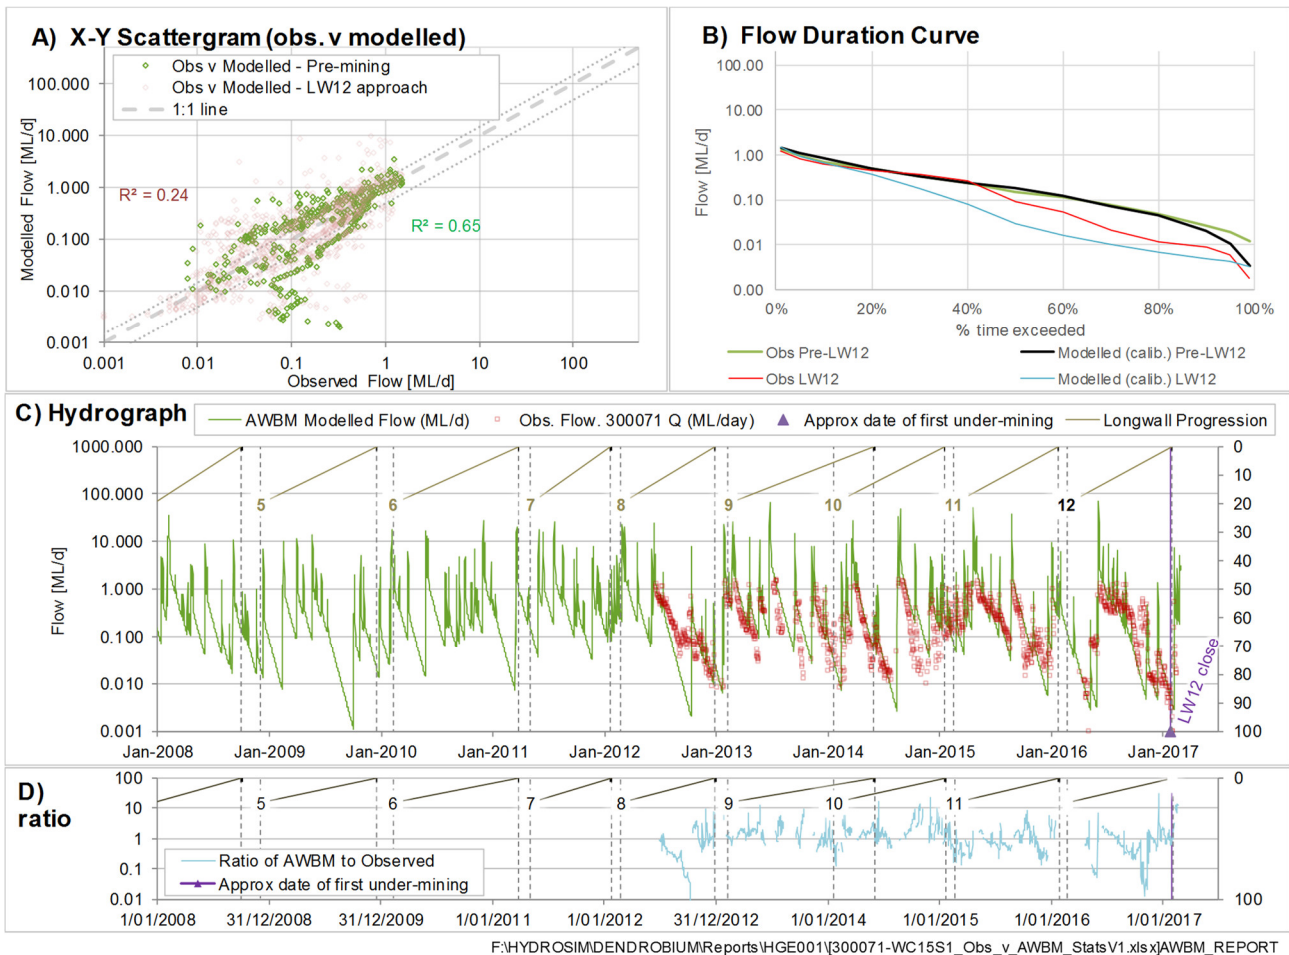 A) X-Y Scattergram (obs. v modelled)
Obs v Modelled - Pre-mining
Obs v Modelled - LW12 approach
1:1 line
Modelled Flow [ML/d]
100.000
10.000
1.000
0.100
0.010
0.001
R² = 0.24
R² = 0.65
0.001
0.01
0.1
1
10
100
Observed Flow [ML/d]
B) Flow Duration Curve
Flow [ML/d]
100.00
10.00
1.00
0.10
0.01
0.00
0%
20%
40%
60%
80%
100%
% time exceeded
Obs Pre-LW12
Modelled (calib.) Pre-LW12
Obs LW12
Modelled (calib.) LW12
C) Hydrograph
AWBM Modelled Flow (ML/d)
Obs. Flow. 300071 Q (ML/day)
Approx date of first under-mining
Longwall Progression
Flow [ML/d]
1000.000
100.000
10.000
1.000
0.100
0.010
0.001
5
6
7
8
9
10
11
12
0
10
20
30
40
50
60
70
80
90
100
LW12 close
Jan-2008
Jan-2009
Jan-2010
Jan-2011
Jan-2012
Jan-2013
Jan-2014
Jan-2015
Jan-2016
Jan-2017
D)
ratio
100
10
1
0.1
0.01
5
6
7
8
9
10
11
0
100
Ratio of AWBM to Observed
Approx date of first under-mining
1/01/2008
31/12/2008
31/12/2009
1/01/2011
1/01/2012
31/12/2012
1/01/2014
1/01/2015
1/01/2016
1/01/2017
F:\HYDROSIM\DENDROBIUM\Reports\HGE001\[300071-WC15S1_Obs_v_AWBM_StatsV1.xlsx]AWBM_REPORT